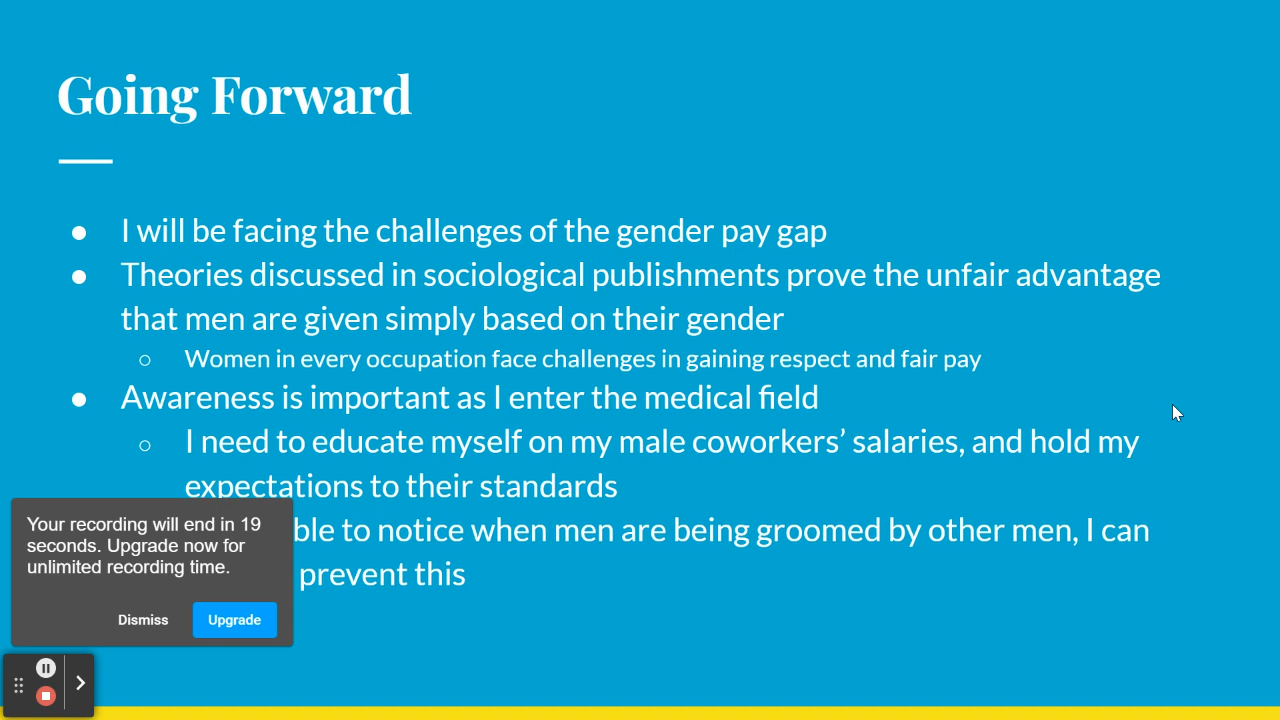 Going Forward
● I will be facing the challenges of the gender pay gap
● Theories discussed in sociological publishments prove the unfair advantage
that men are given simply based on their gender
○ Women in every occupation face challenges in gaining respect and fair pay
● Awareness is important as I enter the medical field
○ I need to educate myself on my male coworkers’ salaries, and hold my
expectations to their standards
to notice when men are being groomed by other men, I can
prevent this
Your recording will end in 19
seconds. Upgrade now for
unlimited recording time.
Dismiss Upgrade